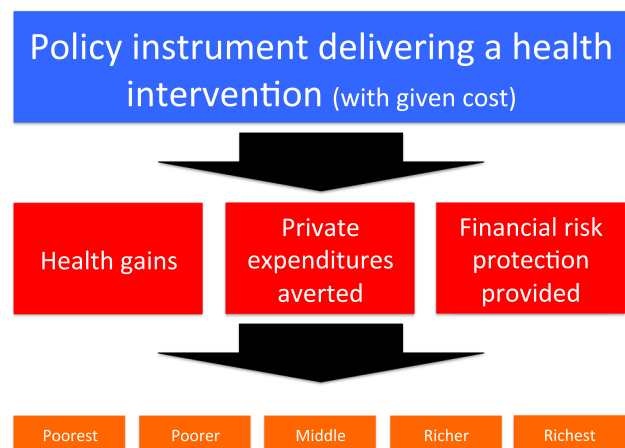 Policy instrument delivering a health
intervention (with given cost)
Health gains
Private
expenditures
averted
Financial risk
protection
provided
Poorest
Poorer
Middle
Richer
Richest